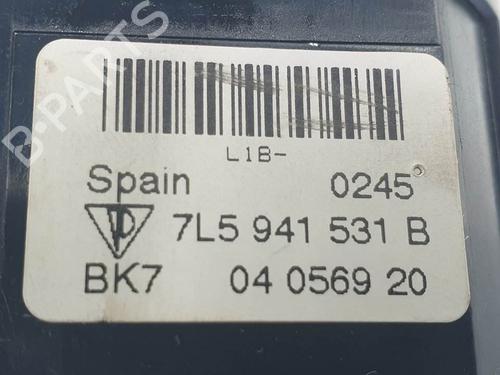 B-PARTS
L1B-
Spain 0245
7L5 941 531 B
BK7 04 0569 20